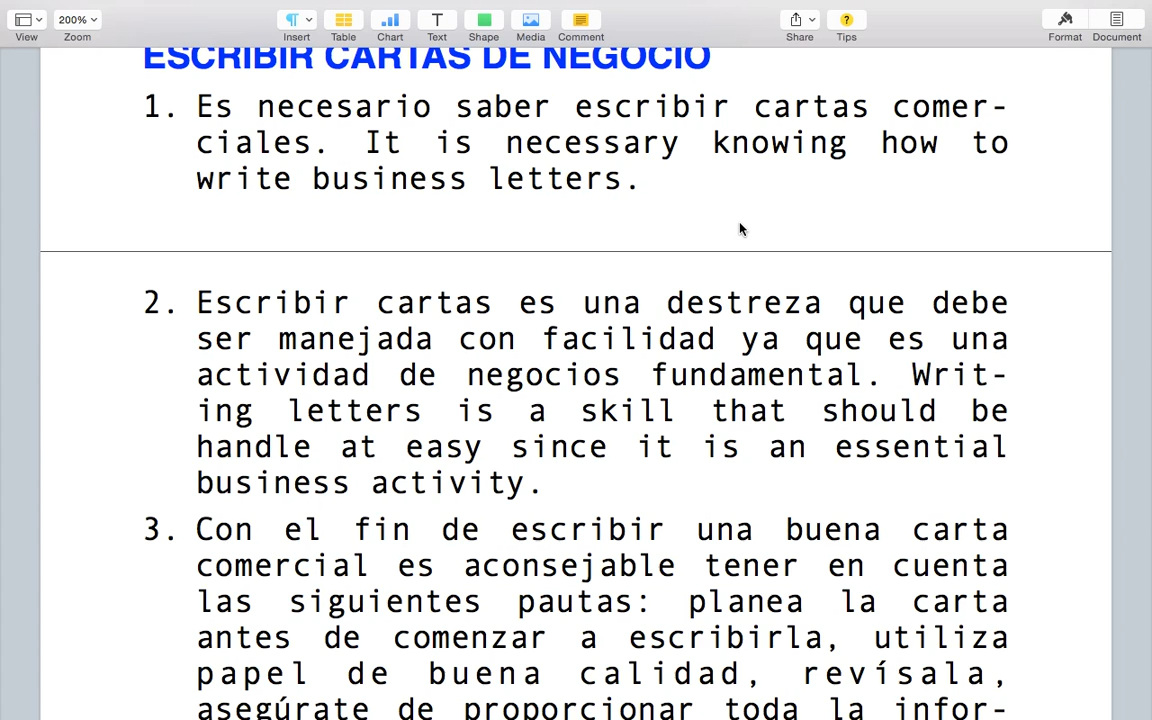 200%
View
Zoom
Insert
Table
Chart
T
Text
Shape
Media
Comment
Share
?
Tips
Format
Document
ESCRIBIR CARTAS DE NEGOCIO
1. Es necesario saber escribir cartas comer-
ciales. It is necessary knowing how to
write business letters.
2. Escribir cartas es una destreza que debe
ser manejada con facilidad ya que es una
actividad de negocios fundamental. Writ-
ing letters is a skill that should be
handle at easy since it is an essential
business activity.
3. Con el fin de escribir una buena carta
comercial es aconsejable tener en cuenta
las siguientes pautas: planea la carta
antes de comenzar a escribirla, utiliza
papel de buena calidad, revísala,
asegúrate de proporcionar toda la infor-